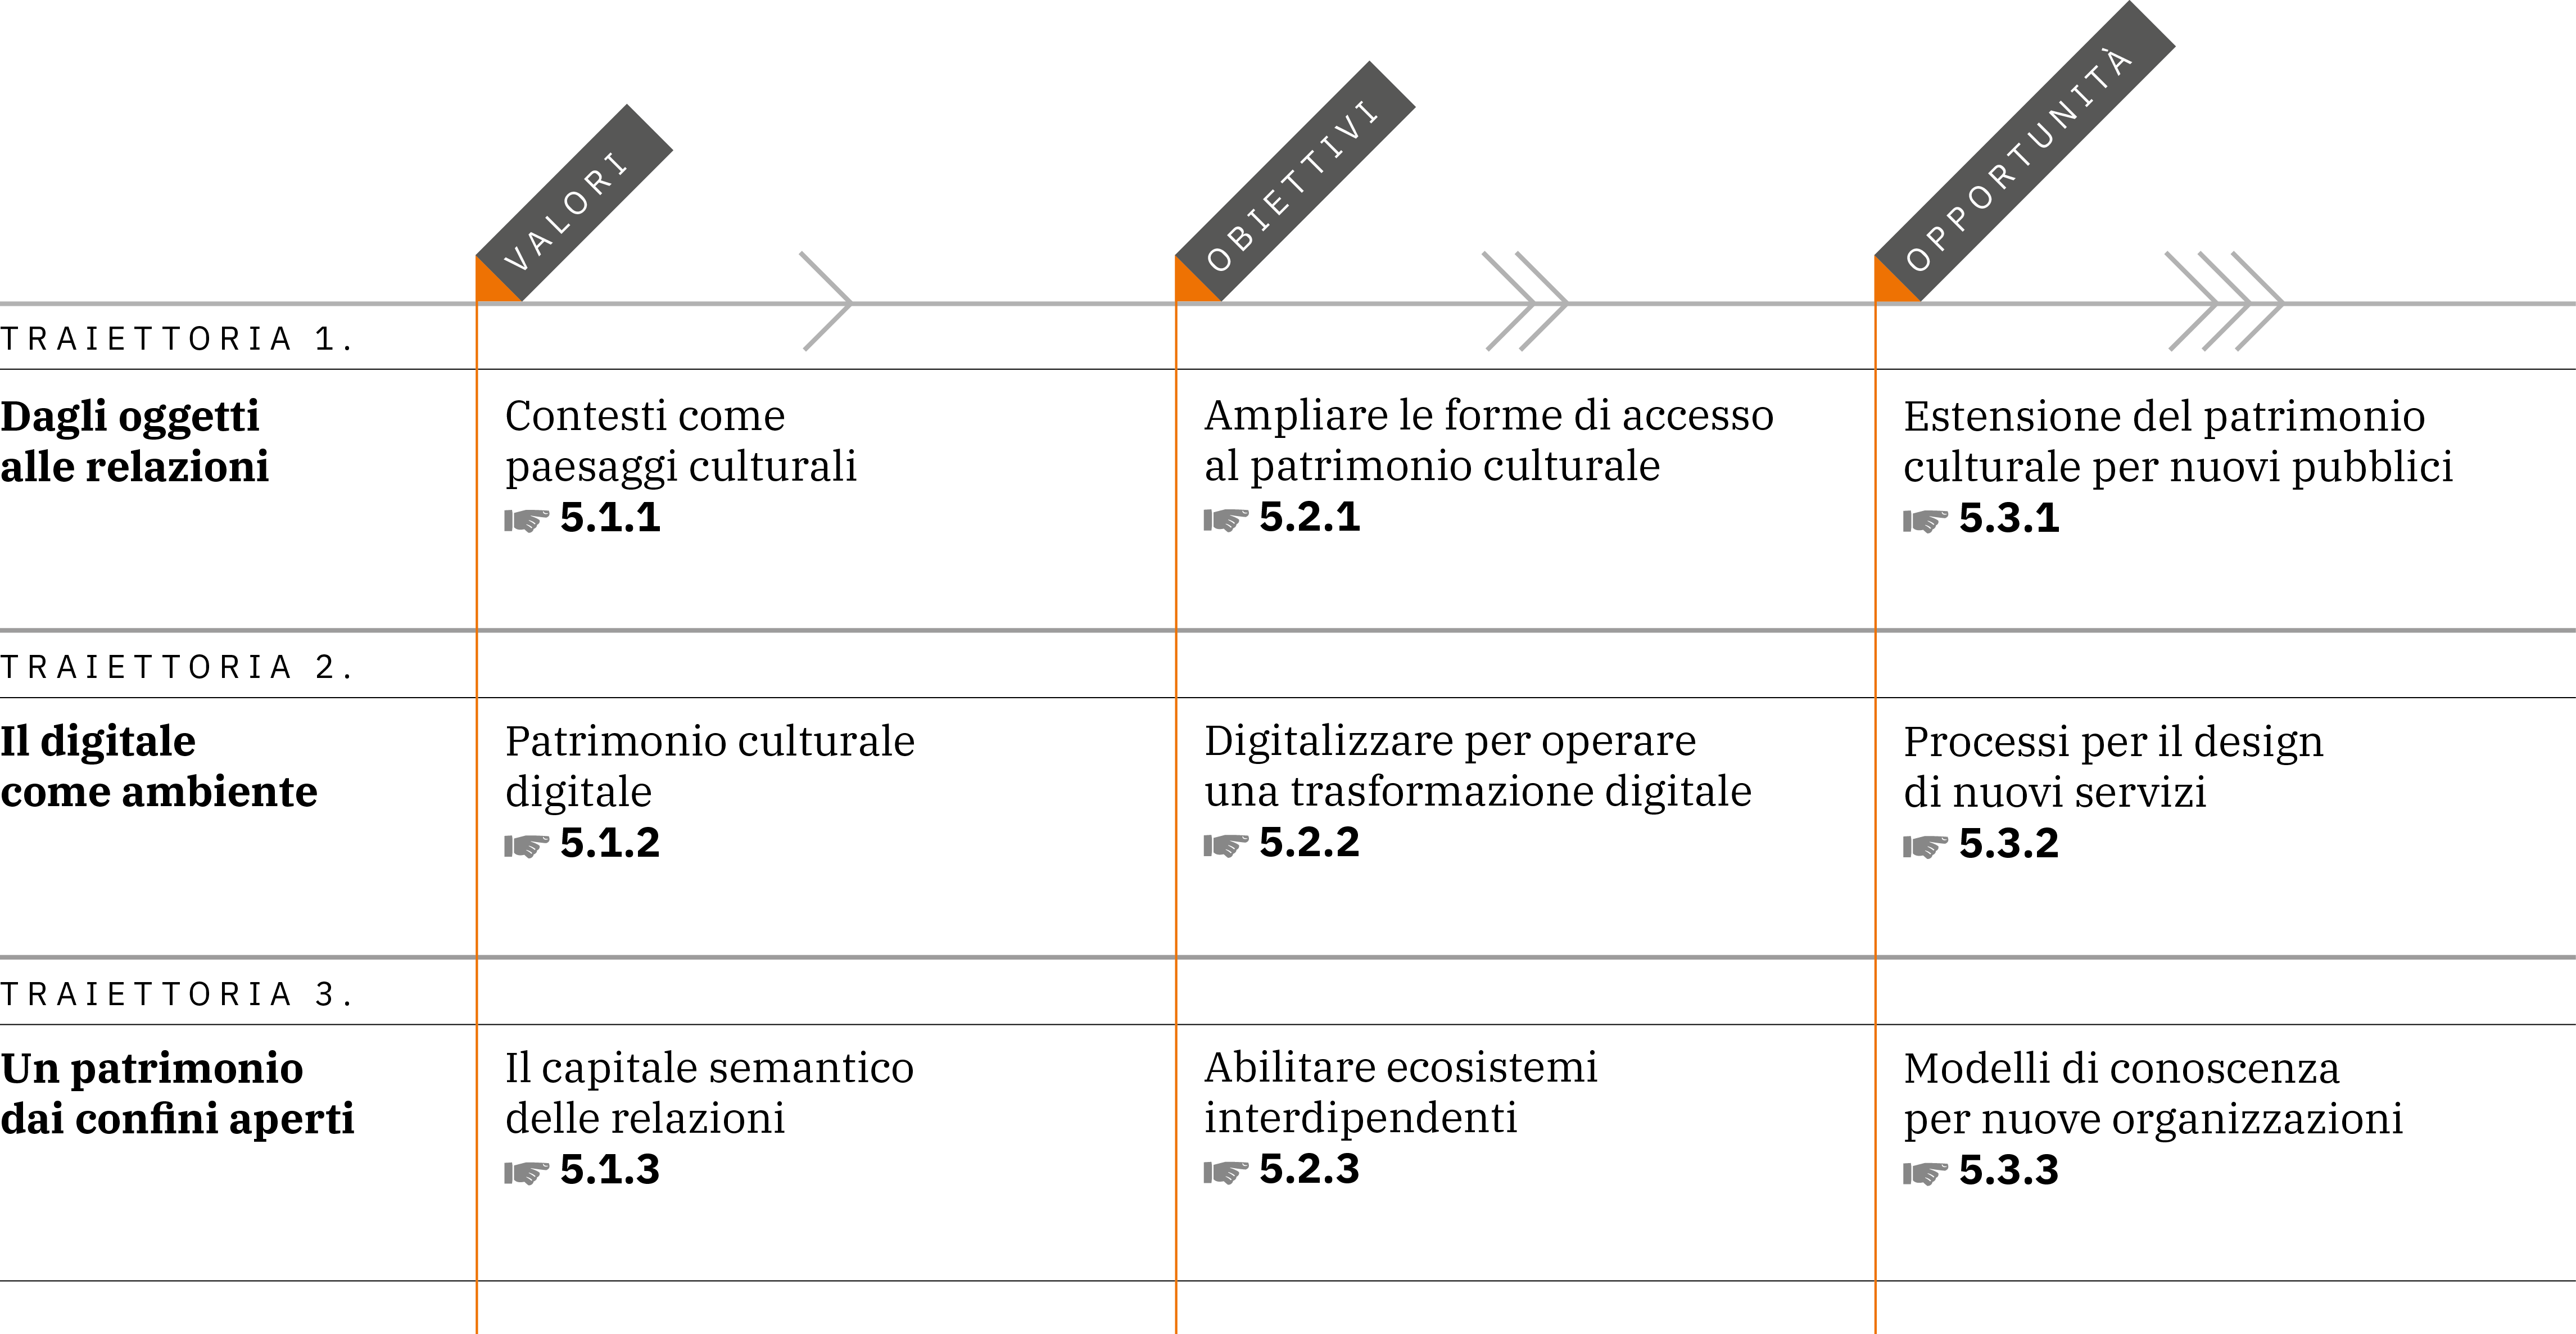 VALORI
OBIETTIVI
OPPORTUNITÀ
TRAIETTORIA 1.
Dagli oggetti
alle relazioni
Contesti come
paesaggi culturali
5.1.1
Ampliare le forme di accesso
al patrimonio culturale
5.2.1
Estensione del patrimonio
culturale per nuovi pubblici
5.3.1
TRAIETTORIA 2.
Il digitale
come ambiente
Patrimonio culturale
digitale
5.1.2
Digitalizzare per operare
una trasformazione digitale
5.2.2
Processi per il design
di nuovi servizi
5.3.2
TRAIETTORIA 3.
Un patrimonio
dai confini aperti
Il capitale semantico
delle relazioni
5.1.3
Abilitare ecosistemi
interdipendenti
5.2.3
Modelli di conoscenza
per nuove organizzazioni
5.3.3